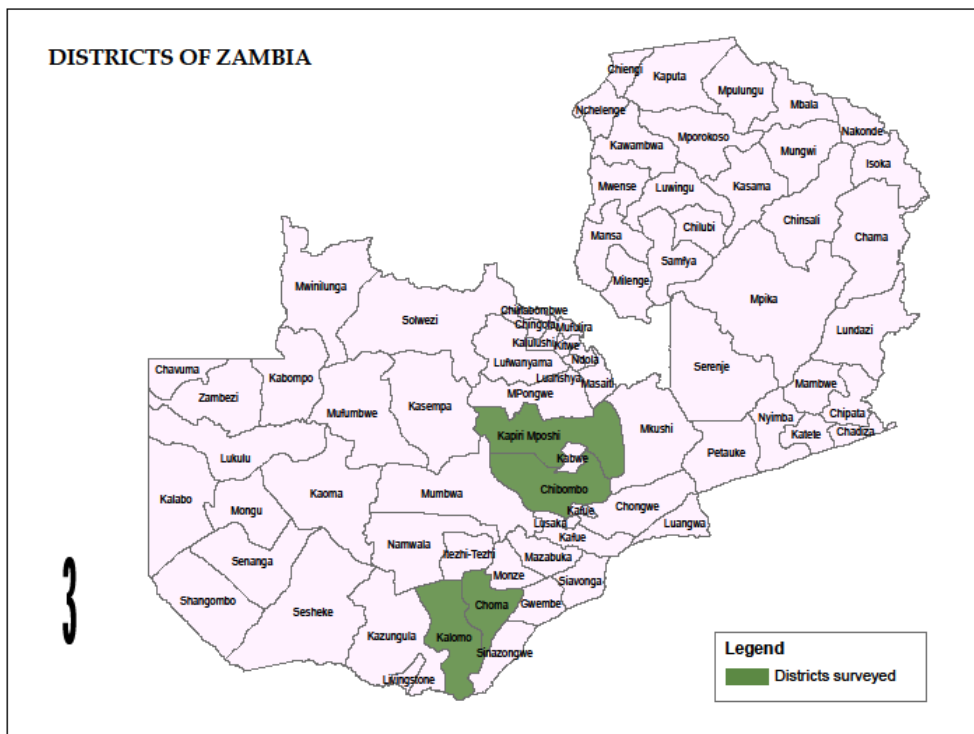 DISTRICTS OF ZAMBIA
Chiengi
Kaputa
Mpulungu
Mbala
Nchelenge
Nakonde
Mporokoso
Kawambwa
Mungwi
Isoka
Mwense
Luwingu
Kasama
Chilubi
Chinsali
Mansa
Chama
Samfya
Milenge
Mwinilunga
Mpika
Solwezi
Mufulira
Lundazi
Kalulushi
Kitwe
Lufwanyama
Ndola
Serenje
Chavuma
Kabompo
Luanshya
Masaiti
Mambwe
Zambezi
MPongwe
Kasempa
Mufumbwe
Nyimba
Chipata
Kapiri Mposhi
Mkushi
Katete
Chadiza
Petauke
Kabwe
Lukulu
Chibombo
Kalabo
Kaoma
Mumbwa
Mongu
Kafue
Chongwe
Lusaka
Luangwa
Kafue
Namwala
Itezhi-Tezhi
Mazabuka
Senanga
Monze
Siavonga
Shangombo
Choma
Gwembe
Sesheke
Kazungula
Kalomo
Sinazongwe
Livingstone
3
Legend
Districts surveyed